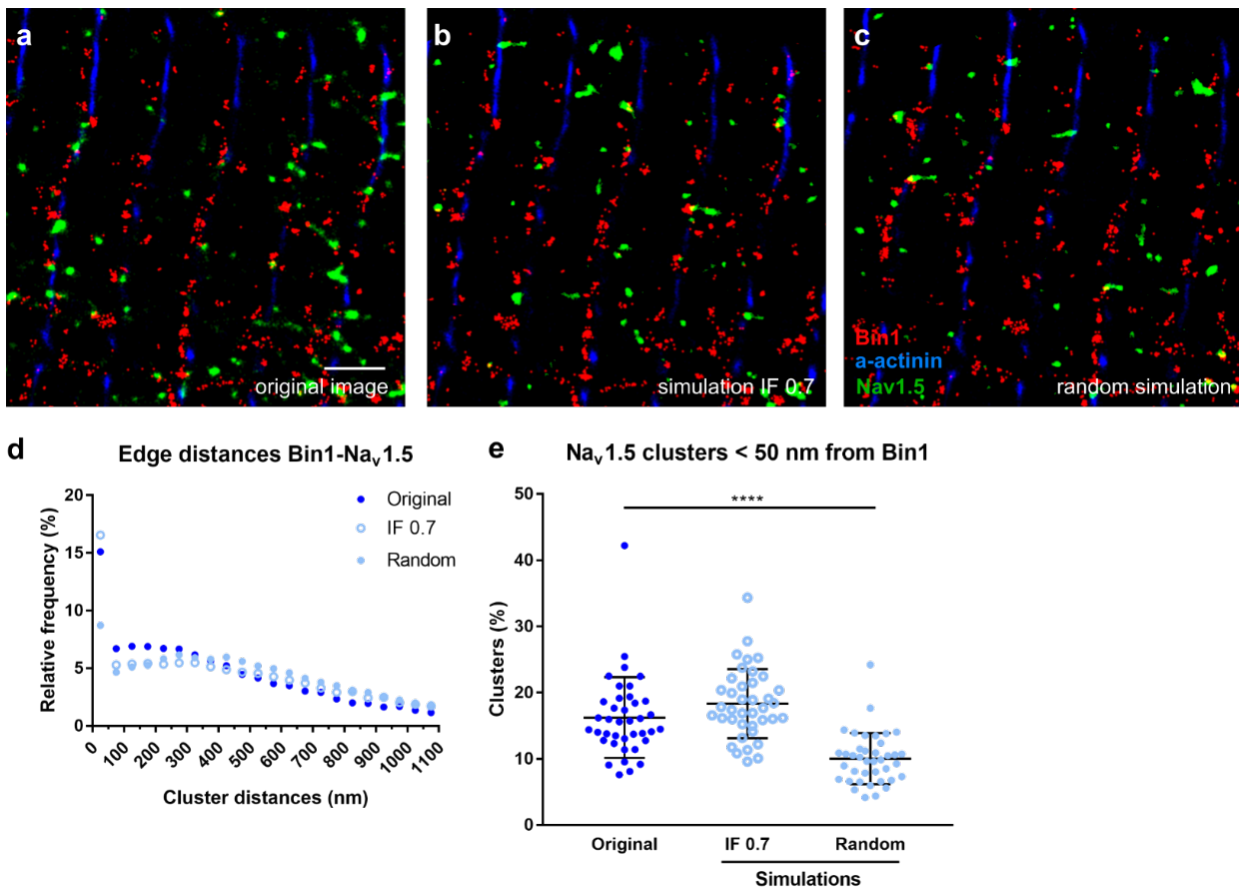 a
b
c
original image
simulation IF 0.7
Bin1
a-actinin
Nav1.5
random simulation
d
Edge distances Bin1-Nav1.5
Original
IF 0.7
Random
Relative frequency (%)
20
15
10
5
0
0 100 200 300 400 500 600 700 800 900 1000 1100
Cluster distances (nm)
e
Nav1.5 clusters < 50 nm from Bin1
****
Clusters (%)
50
40
30
20
10
0
Original IF 0.7 Random
Simulations